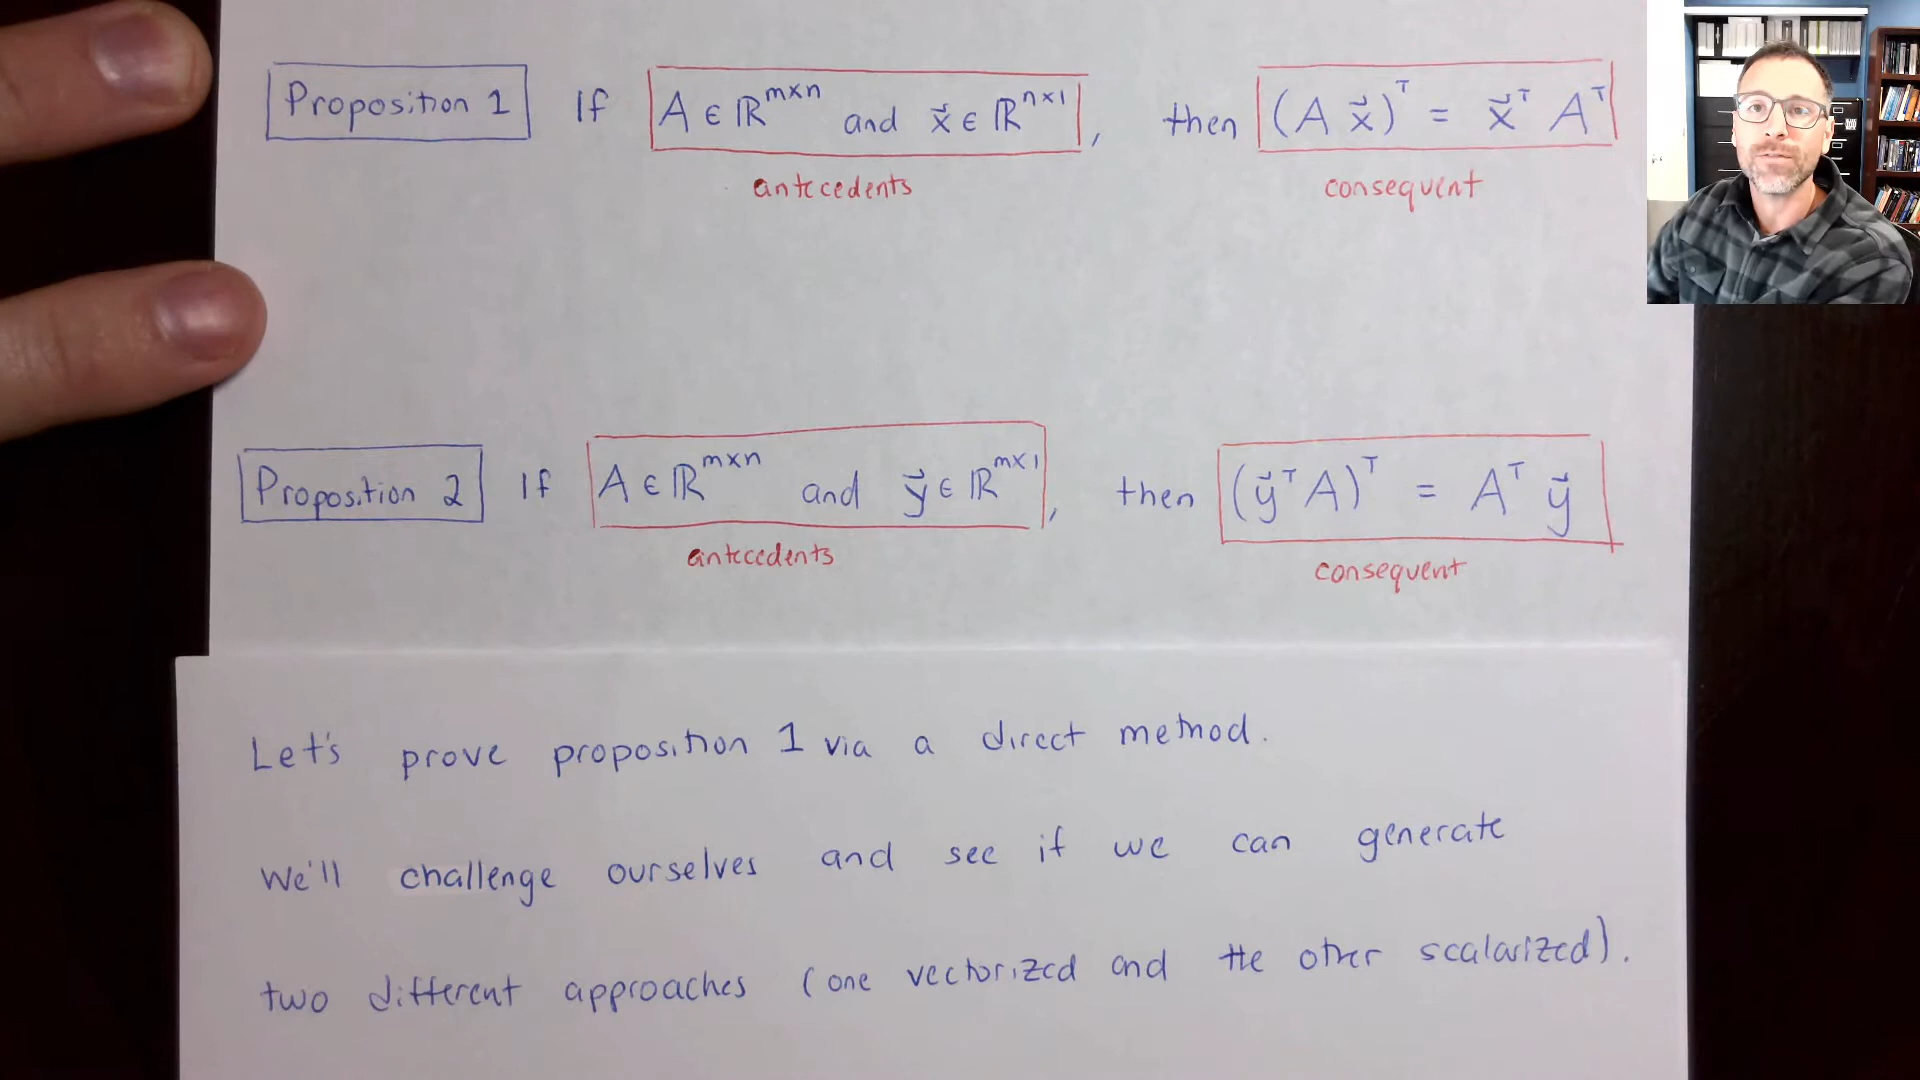 Proposition 1 If A ∈ ℝ^{m×n} and x⃗ ∈ ℝ^{n×1}, then (A x⃗)^T = x⃗^T A^T
antecedents consequent
Proposition 2 If A ∈ ℝ^{m×n} and y⃗ ∈ ℝ^{m×1}, then (y⃗^T A)^T = A^T y⃗
antecedents consequent
Let's prove proposition 1 via a direct method.
We'll challenge ourselves and see if we can generate
two different approaches (one vectorized and the other scalarized).